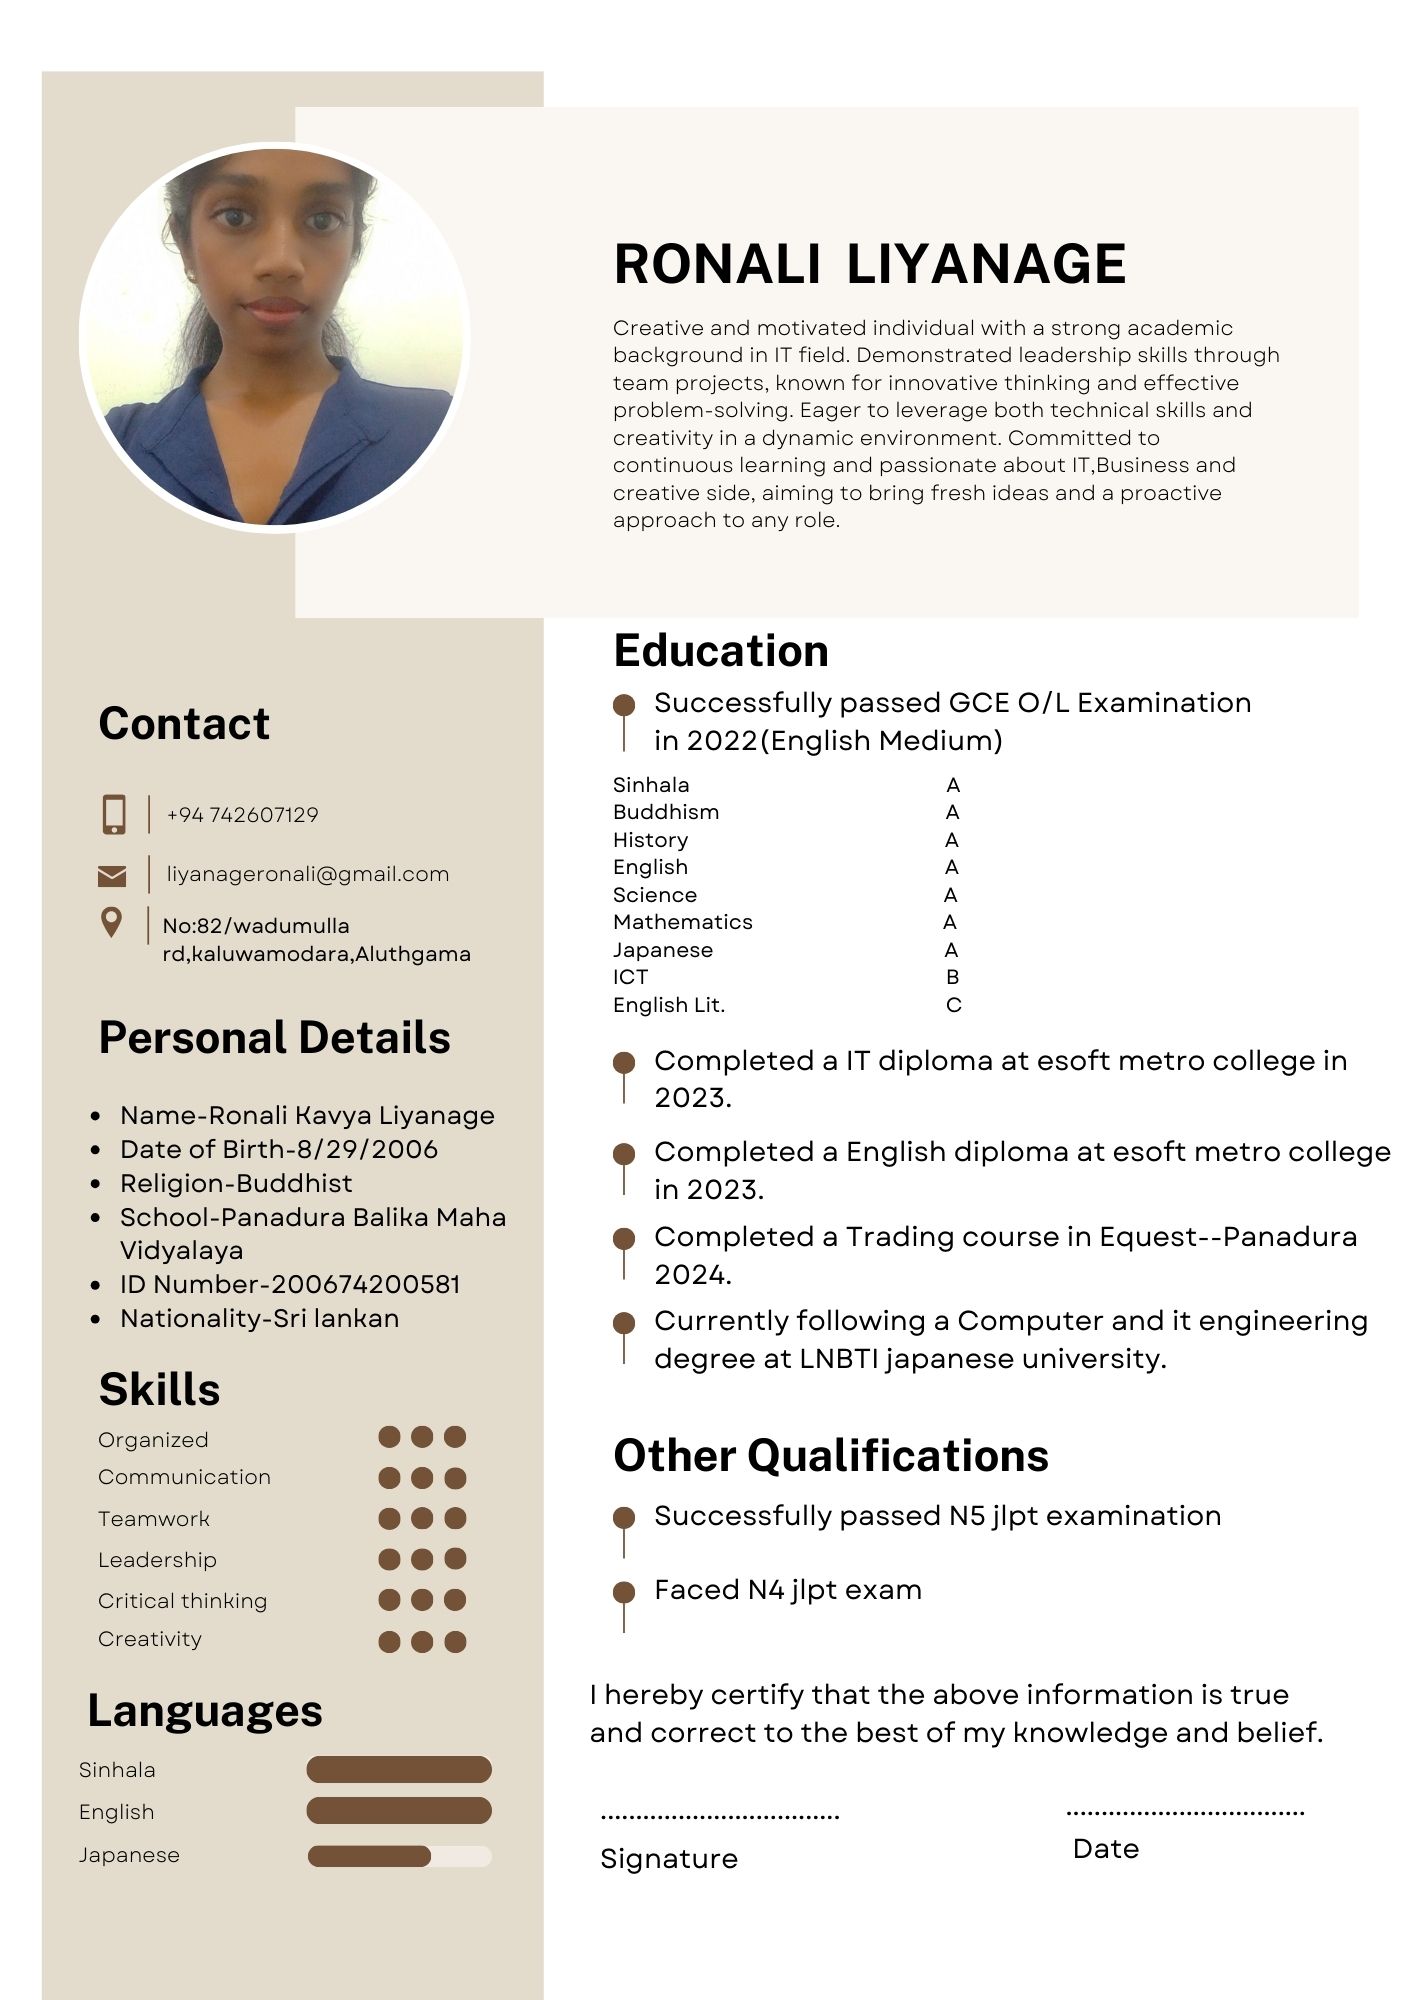 RONALI LIYANAGE
Creative and motivated individual with a strong academic
background in IT field. Demonstrated leadership skills through
team projects, known for innovative thinking and effective
problem-solving. Eager to leverage both technical skills and
creativity in a dynamic environment. Committed to
continuous learning and passionate about IT,Business and
creative side, aiming to bring fresh ideas and a proactive
approach to any role.
Contact
+94 742607129
liyanageronali@gmail.com
No:82/wadumulla
rd,kaluwamodara,Aluthgama
Personal Details
• Name-Ronali Kavya Liyanage
• Date of Birth-8/29/2006
• Religion-Buddhist
• School-Panadura Balika Maha
Vidyalaya
• ID Number-200674200581
• Nationality-Sri lankan
Skills
Organized
Communication
Teamwork
Leadership
Critical thinking
Creativity
Languages
Sinhala
English
Japanese
Education
Successfully passed GCE O/L Examination
in 2022(English Medium)
Sinhala A
Buddhism A
History A
English A
Science A
Mathematics A
Japanese A
ICT B
English Lit. C
Completed a IT diploma at esoft metro college in
2023.
Completed a English diploma at esoft metro college
in 2023.
Completed a Trading course in Equest--Panadura
2024.
Currently following a Computer and it engineering
degree at LNBTI japanese university.
Other Qualifications
Successfully passed N5 jlpt examination
Faced N4 jlpt exam
I hereby certify that the above information is true
and correct to the best of my knowledge and belief.
.................................. ..................................
Signature Date